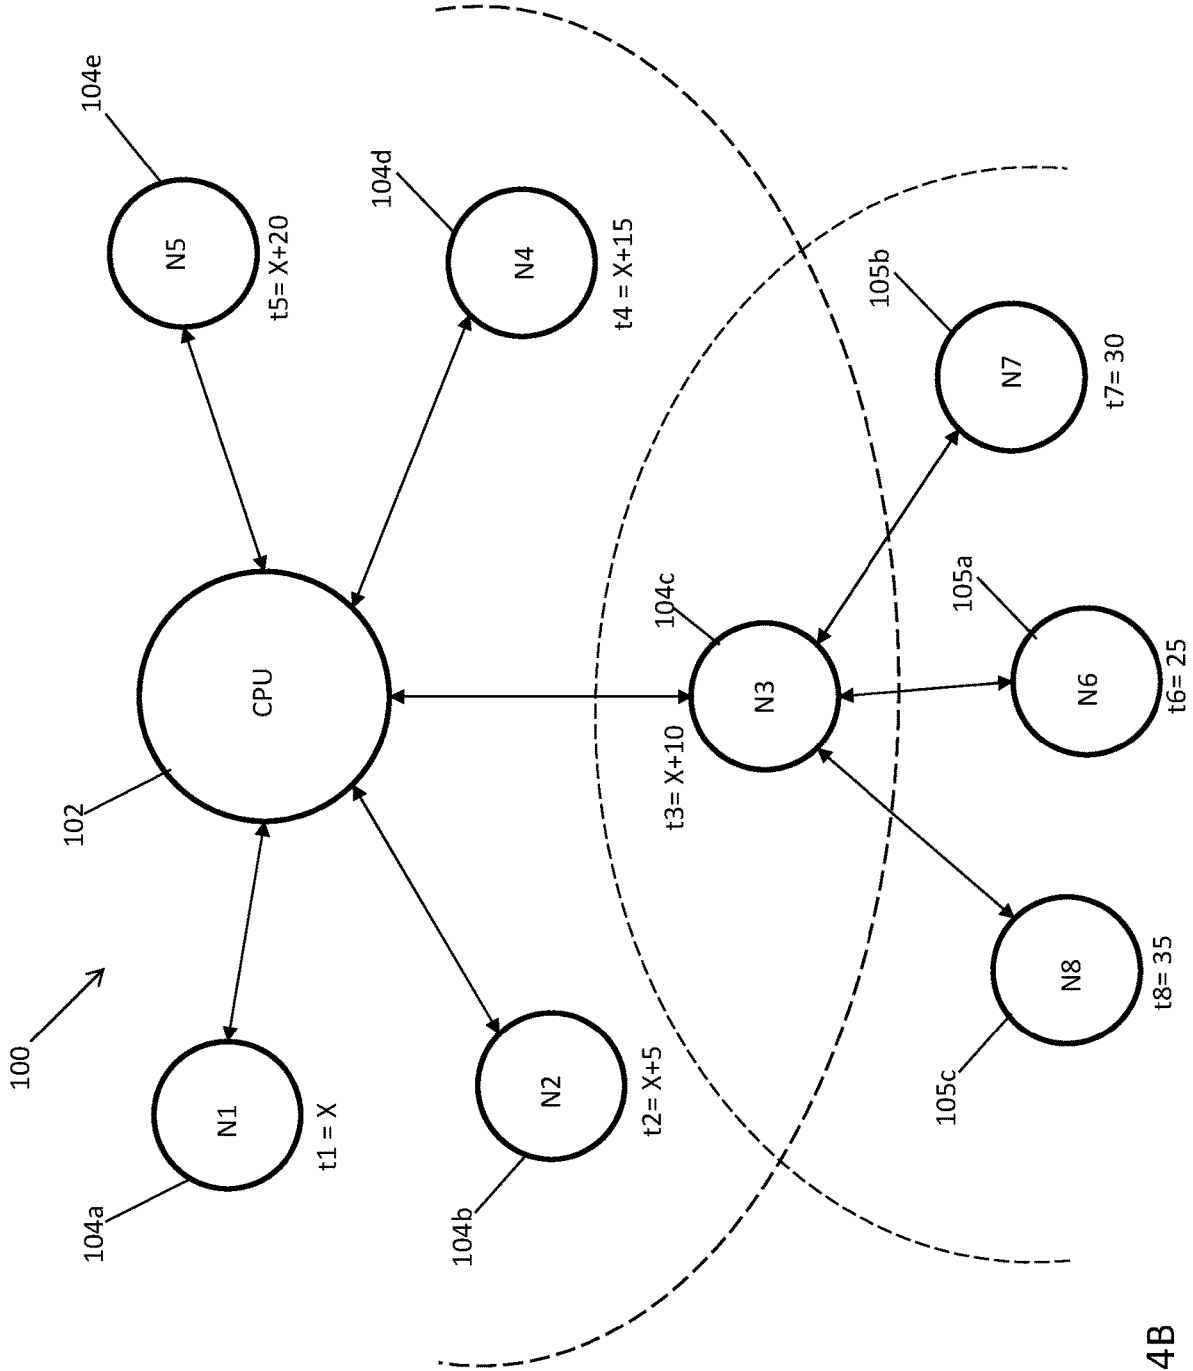 100
104a
N1
t1 = X
102
CPU
104e
N5
t5= X+20
104b
N2
t2= X+5
104d
N4
t4 = X+15
104c
N3
t3= X+10
105c
N8
t8= 35
105a
N6
t6= 25
105b
N7
t7= 30
4B